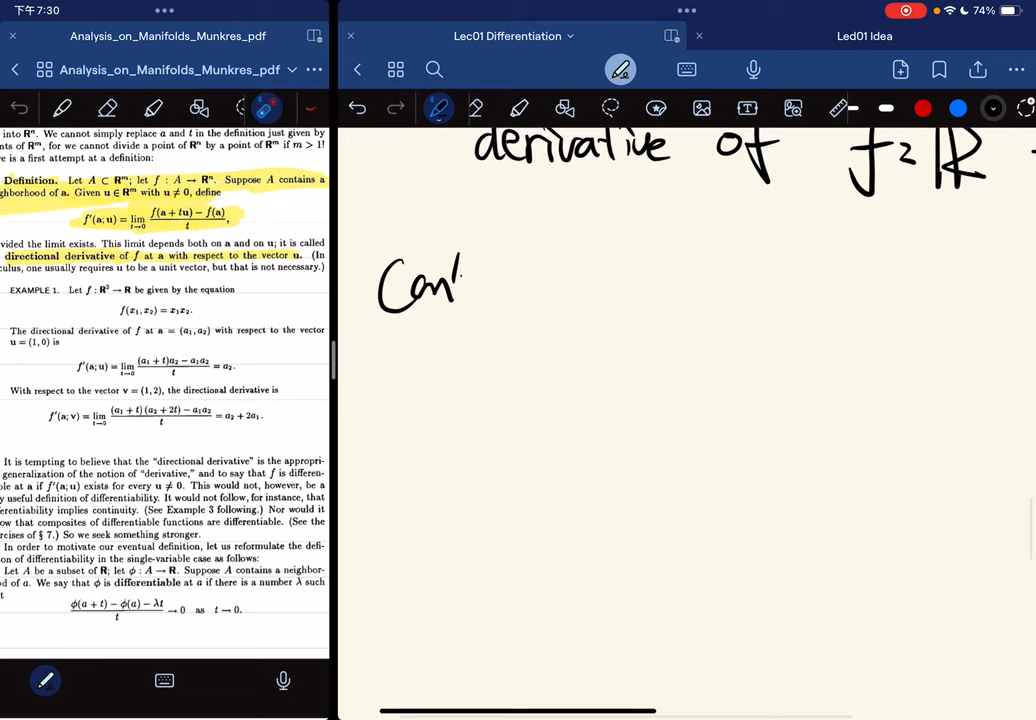 下午7:30
74%
Analysis_on_Manifolds_Munkres_pdf
Lec01 Differentiation
Led01 Idea
Analysis_on_Manifolds_Munkres_pdf
into Rⁿ. We cannot simply replace a and t in the definition just given by
nts of Rᵐ, for we cannot divide a point of Rⁿ by a point of Rᵐ if m > 1!
re is a first attempt at a definition:
Definition. Let A ⊂ Rᵐ; let f : A → Rⁿ. Suppose A contains a
ghborhood of a. Given u ∈ Rᵐ with u ≠ 0, define
f′(a; u) = lim t→0 f(a + tu) − f(a) / t ,
vided the limit exists. This limit depends both on a and on u; it is called
directional derivative of f at a with respect to the vector u. (In
culus, one usually requires u to be a unit vector, but that is not necessary.)
EXAMPLE 1. Let f : R² → R be given by the equation
f(x₁, x₂) = x₁x₂.
The directional derivative of f at a = (a₁, a₂) with respect to the vector
u = (1, 0) is
f′(a; u) = lim t→0 (a₁ + t)a₂ − a₁a₂ / t = a₂.
With respect to the vector v = (1, 2), the directional derivative is
f′(a; v) = lim t→0 (a₁ + t)(a₂ + 2t) − a₁a₂ / t = a₂ + 2a₁.
It is tempting to believe that the "directional derivative" is the appropri-
generalization of the notion of "derivative," and to say that f is differen-
ble at a if f′(a; u) exists for every u ≠ 0. This would not, however, be a
y useful definition of differentiability. It would not follow, for instance, that
erentiability implies continuity. (See Example 3 following.) Nor would it
ow that composites of differentiable functions are differentiable. (See the
rcises of § 7.) So we seek something stronger.
In order to motivate our eventual definition, let us reformulate the defi-
on of differentiability in the single-variable case as follows:
Let A be a subset of R; let φ : A → R. Suppose A contains a neighbor-
d of a. We say that φ is differentiable at a if there is a number λ such
t
φ(a + t) − φ(a) − λt / t → 0 as t → 0.
derivative of f: R
Can'